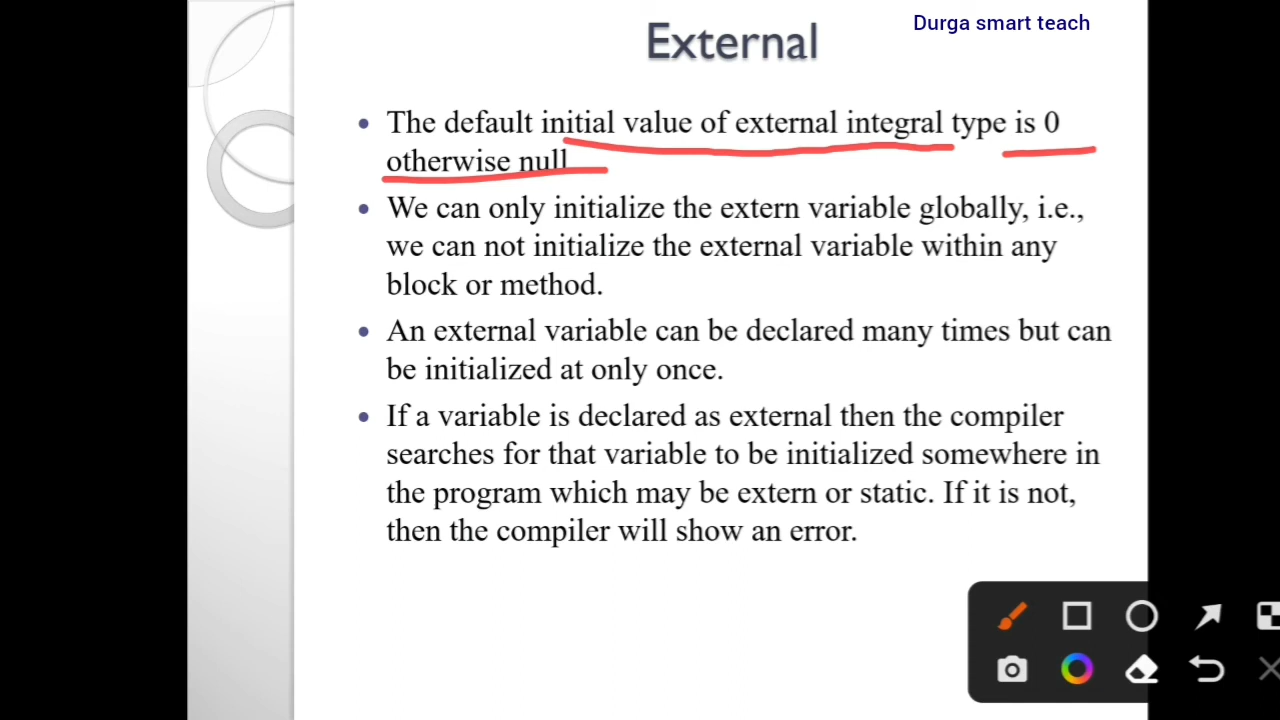 External
Durga smart teach
The default initial value of external integral type is 0
otherwise null
We can only initialize the extern variable globally, i.e.,
we can not initialize the external variable within any
block or method.
An external variable can be declared many times but can
be initialized at only once.
If a variable is declared as external then the compiler
searches for that variable to be initialized somewhere in
the program which may be extern or static. If it is not,
then the compiler will show an error.